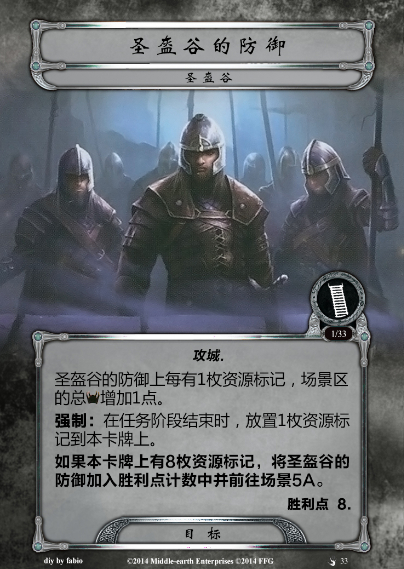 圣盔谷的防御
圣盔谷
1/33
攻城.
圣盔谷的防御上每有1枚资源标记，场景区
的总增加1点。
强制：在任务阶段结束时，放置1枚资源标
记到本卡牌上。
如果本卡牌上有8枚资源标记，将圣盔谷的
防御加入胜利点计数中并前往场景5A。
胜利点 8.
目标
diy by fabio
©2014 Middle-earth Enterprises ©2014 FFG
33